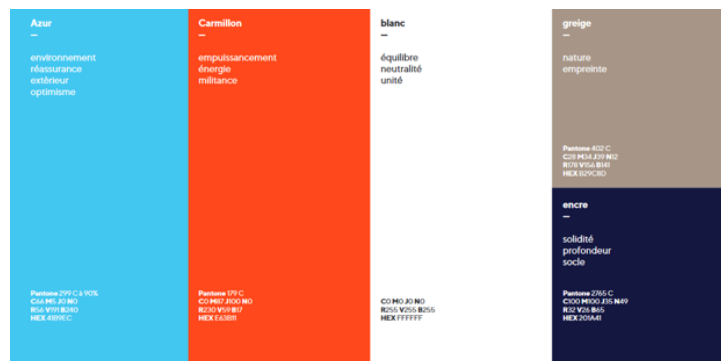 Azur
–
environnement
réassurance
extérieur
optimisme
Pantone 299 C à 90%
C66 M5 J0 N0
R56 V191 B240
HEX 41B9EC
Carmillon
–
empuissancement
énergie
militance
Pantone 179 C
C0 M87 J100 N0
R230 V59 B17
HEX E63B11
blanc
–
équilibre
neutralité
unité
C0 M0 J0 N0
R255 V255 B255
HEX FFFFFF
greige
–
nature
empreinte
Pantone 402 C
C28 M34 J39 N12
R178 V156 B141
HEX B29C8D
encre
–
solidité
profondeur
socle
Pantone 2765 C
C100 M100 J35 N49
R32 V26 B65
HEX 201A41